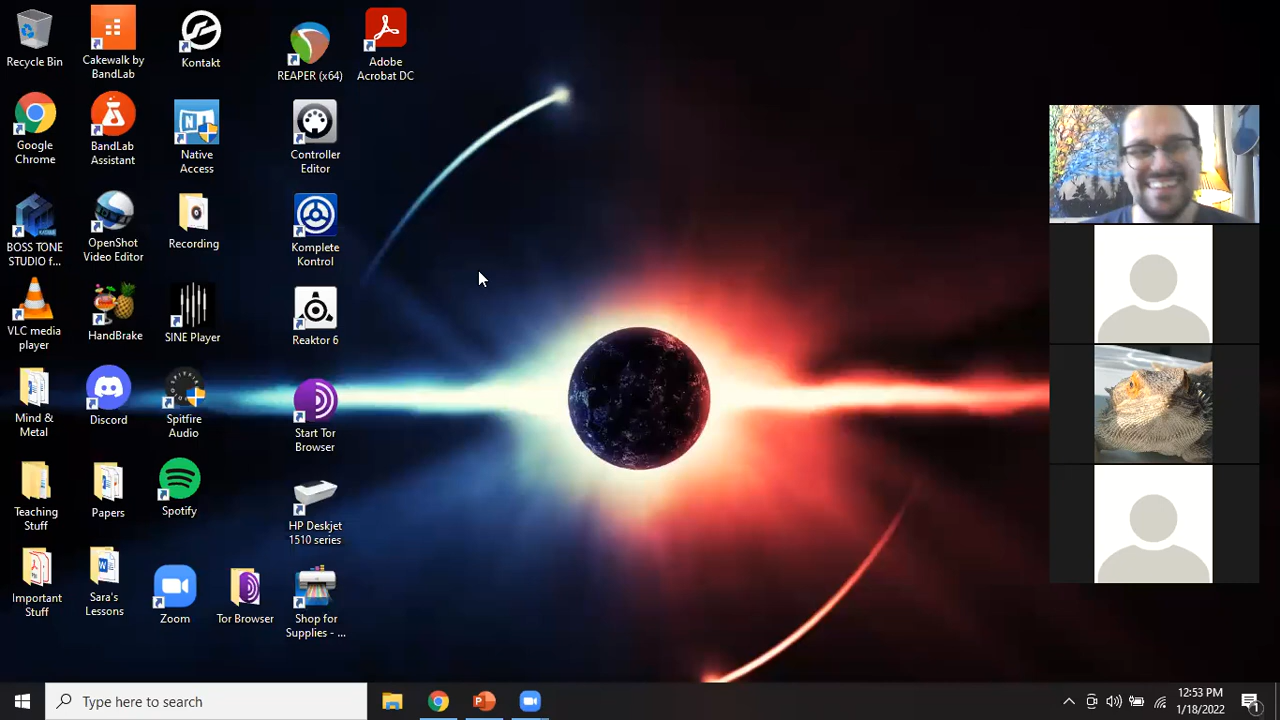 Recycle Bin
Cakewalk by
BandLab
Kontakt
REAPER (x64)
Adobe
Acrobat DC
Google
Chrome
BandLab
Assistant
Native
Access
Controller
Editor
BOSS TONE
STUDIO f...
OpenShot
Video Editor
Recording
Komplete
Kontrol
VLC media
player
HandBrake
SINE Player
Reaktor 6
Mind &
Metal
Discord
Spitfire
Audio
Start Tor
Browser
Teaching
Stuff
Papers
Spotify
HP Deskjet
1510 series
Important
Stuff
Sara's
Lessons
Zoom
Tor Browser
Shop for
Supplies - ...
Type here to search
12:53 PM
1/18/2022
1